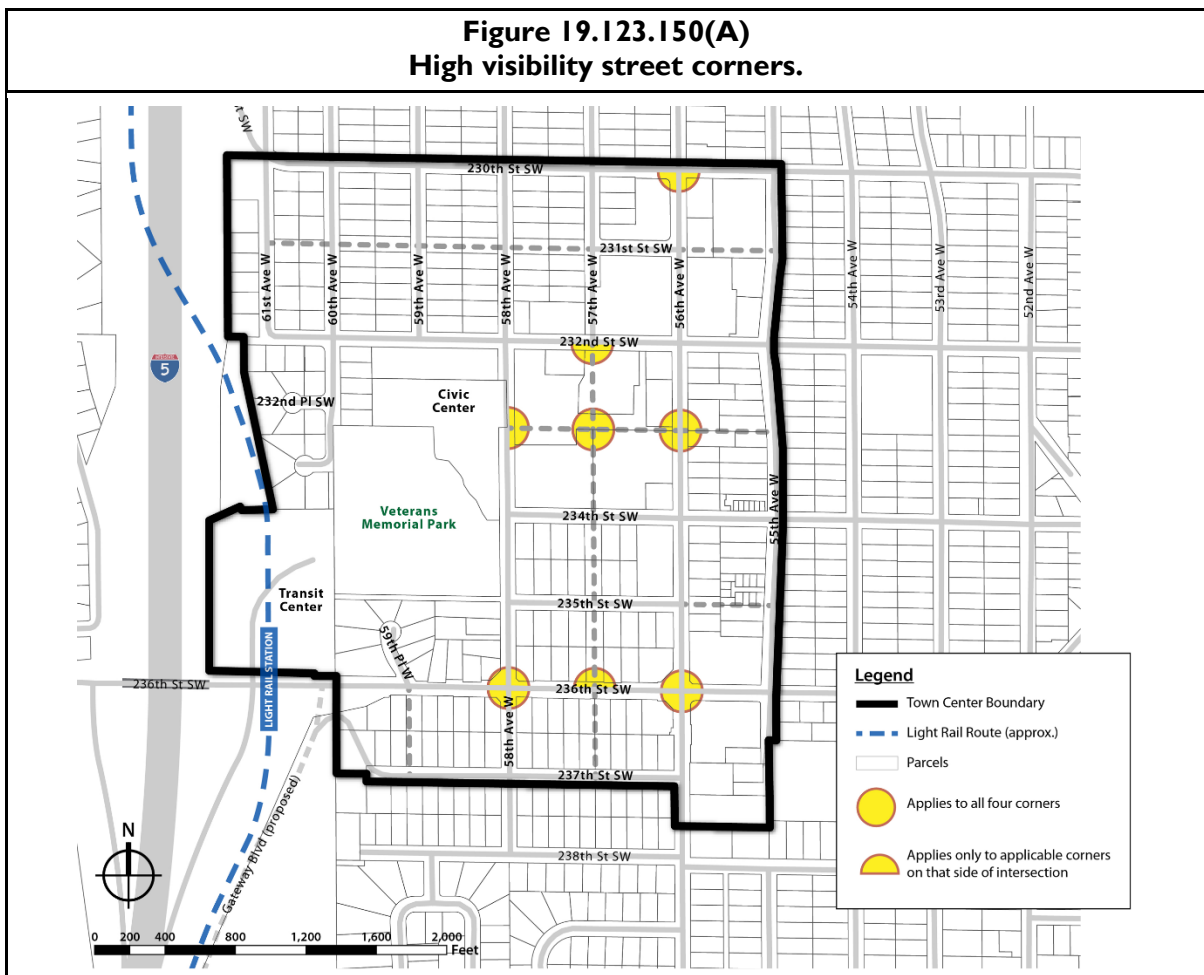 Figure 19.123.150(A)
High visibility street corners.
st SW
230th St SW
231st St SW
61st Ave W
60th Ave W
59th Ave W
58th Ave W
57th Ave W
56th Ave W
54th Ave W
53rd Ave W
52nd Ave W
232nd St SW
5
232nd Pl SW
Civic
Center
Veterans
Memorial Park
234th St SW
55th Ave W
Transit
Center
235th St SW
59th Pl W
LIGHT RAIL STATION
236th St SW
236th St SW
58th Ave W
237th St SW
Gateway Blvd (proposed)
238th St SW
Legend
Town Center Boundary
Light Rail Route (approx.)
Parcels
Applies to all four corners
Applies only to applicable corners
on that side of intersection
N
0 200 400 800 1,200 1,600 2,000
Feet